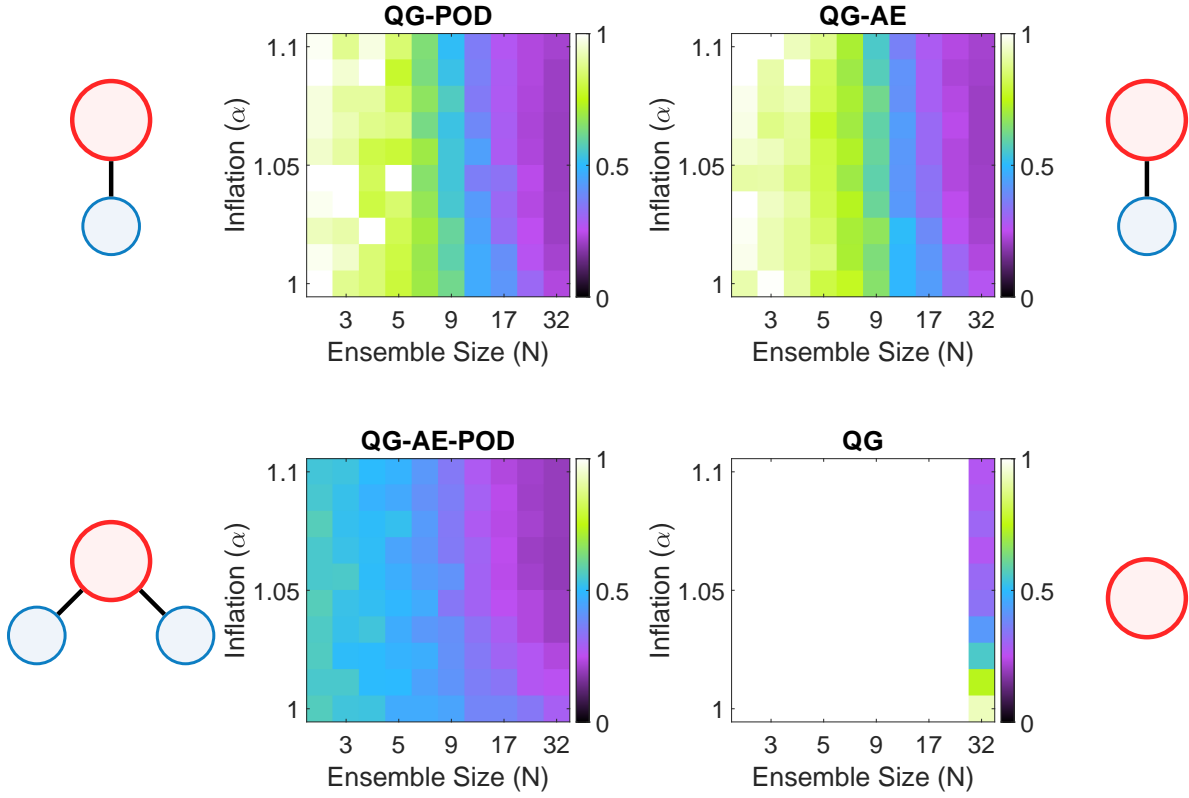 QG-POD
1.1
1.05
1
Inflation (α)
3 5 9 17 32
Ensemble Size (N)
1
0.5
0
QG-AE
1.1
1.05
1
Inflation (α)
3 5 9 17 32
Ensemble Size (N)
1
0.5
0
QG-AE-POD
1.1
1.05
1
Inflation (α)
3 5 9 17 32
Ensemble Size (N)
1
0.5
0
QG
1.1
1.05
1
Inflation (α)
3 5 9 17 32
Ensemble Size (N)
1
0.5
0